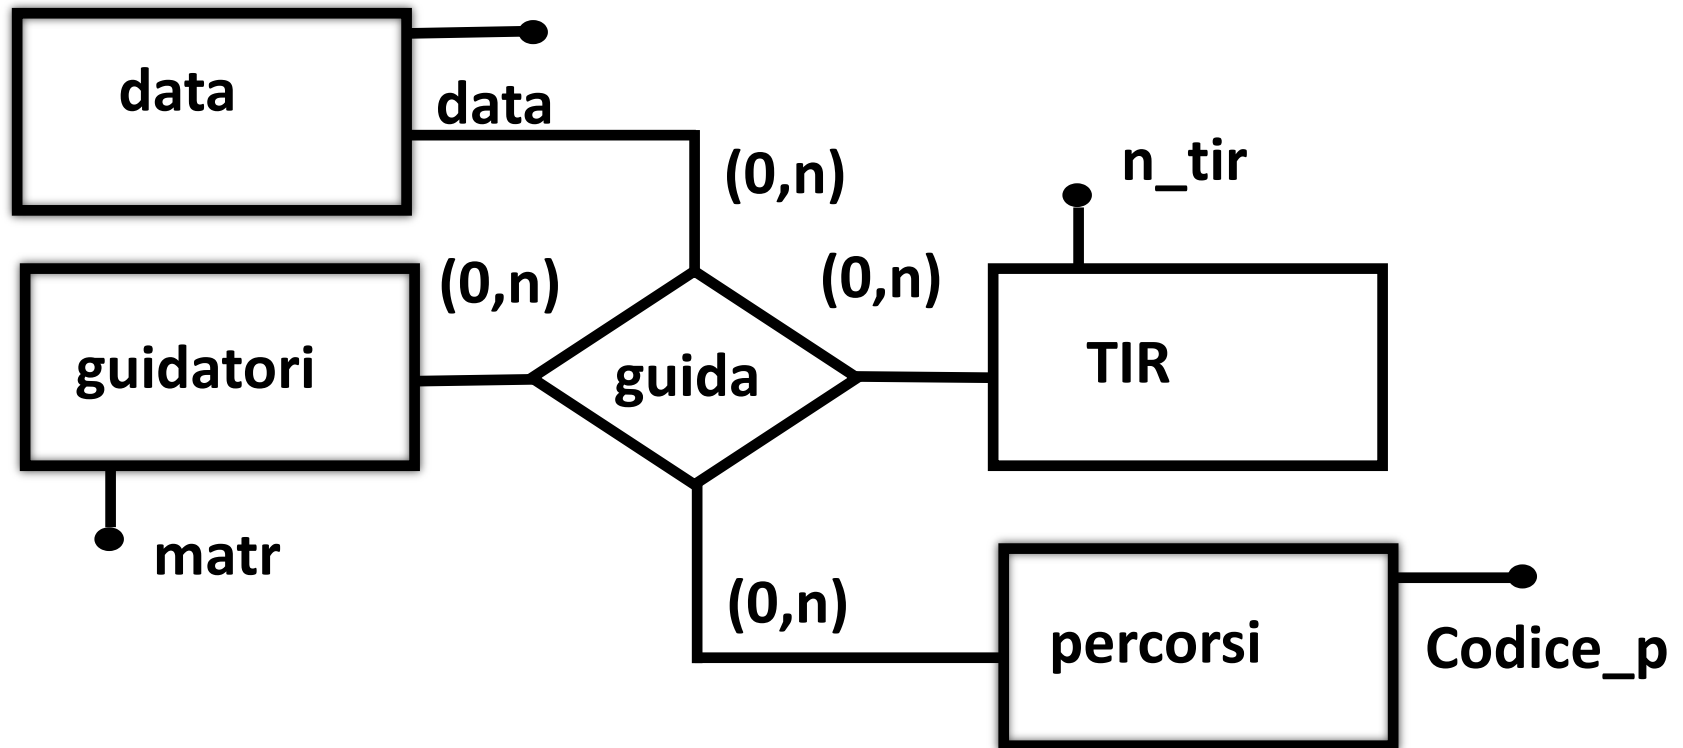 data
data
(0,n)
n_tir
(0,n)
(0,n)
guidatori
guida
TIR
matr
(0,n)
percorsi
Codice_p